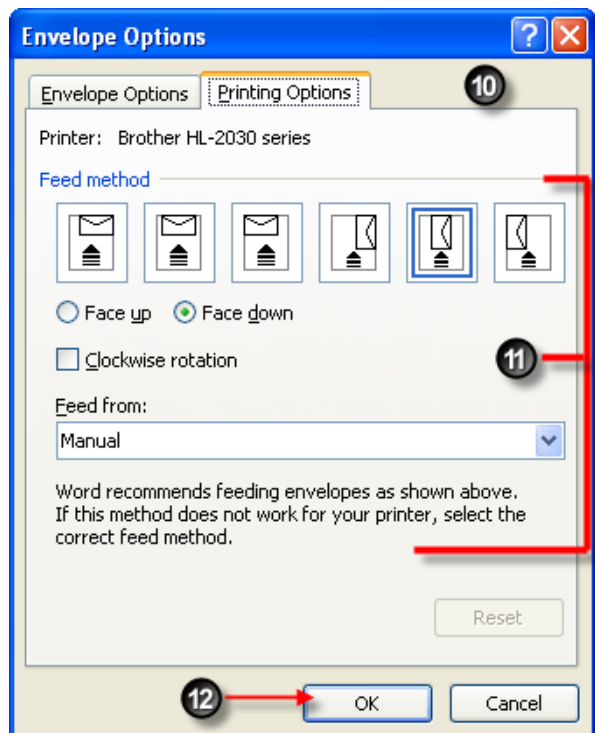 Envelope Options
Envelope Options Printing Options 10
Printer: Brother HL-2030 series
Feed method
Face up Face down
Clockwise rotation
11
Feed from:
Manual
Word recommends feeding envelopes as shown above.
If this method does not work for your printer, select the
correct feed method.
Reset
12 OK Cancel